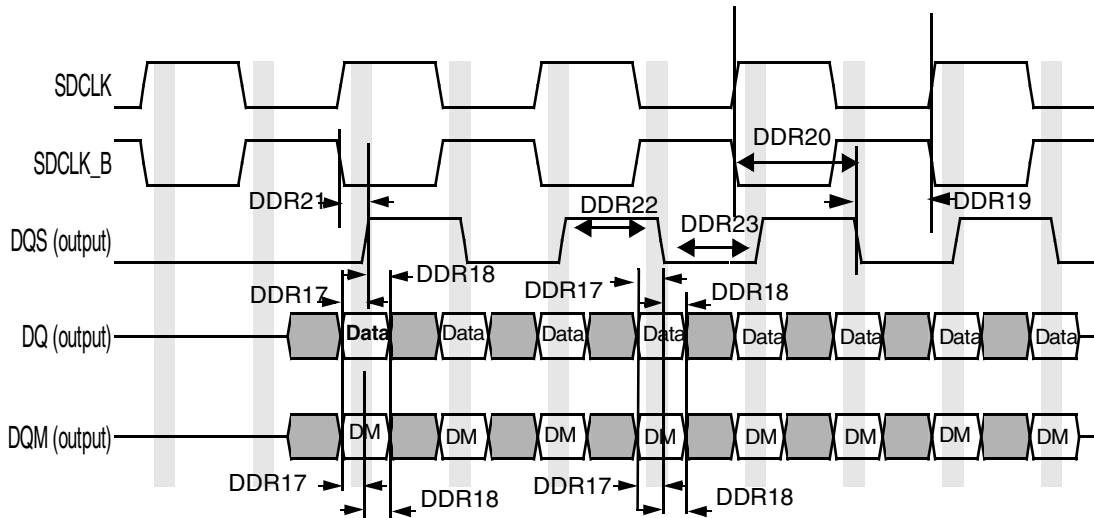 SDCLK
SDCLK_B
DDR20
DDR21
DDR22
DDR19
DQS (output)
DDR23
DDR18
DDR17
DDR17
DDR18
DQ (output)
Data Data Data Data Data Data Data Data
DQM (output)
DM DM DM DM DM DM DM DM
DDR17
DDR18
DDR17
DDR18